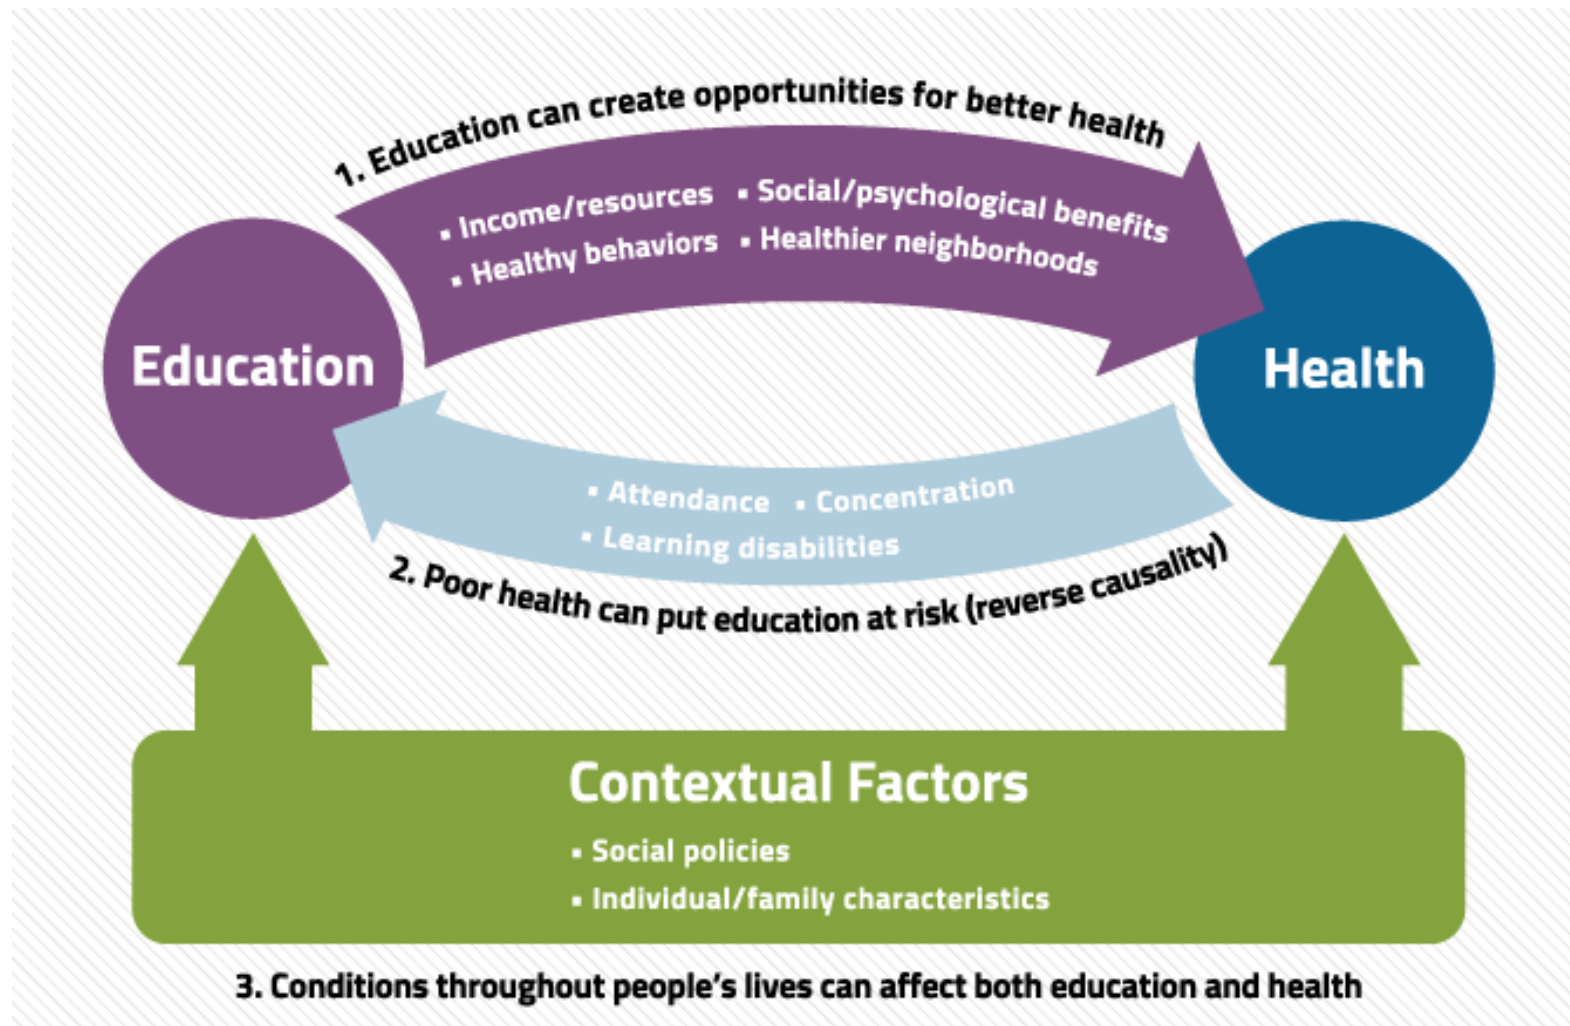 1. Education can create opportunities for better health
▪ Income/resources ▪ Social/psychological benefits
▪ Healthy behaviors ▪ Healthier neighborhoods
Education
Health
▪ Attendance ▪ Concentration
▪ Learning disabilities
2. Poor health can put education at risk (reverse causality)
Contextual Factors
▪ Social policies
▪ Individual/family characteristics
3. Conditions throughout people's lives can affect both education and health